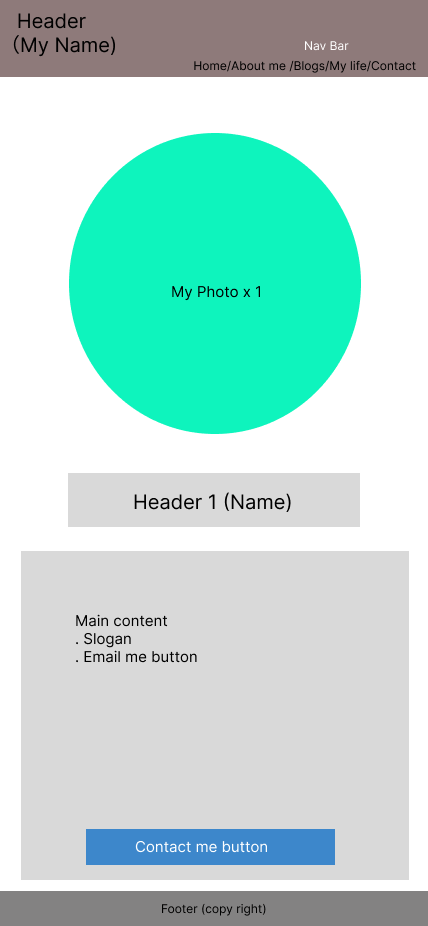 Header
(My Name)
Nav Bar
Home/About me /Blogs/My life/Contact
My Photo x 1
Header 1 (Name)
Main content
. Slogan
. Email me button
Contact me button
Footer (copy right)